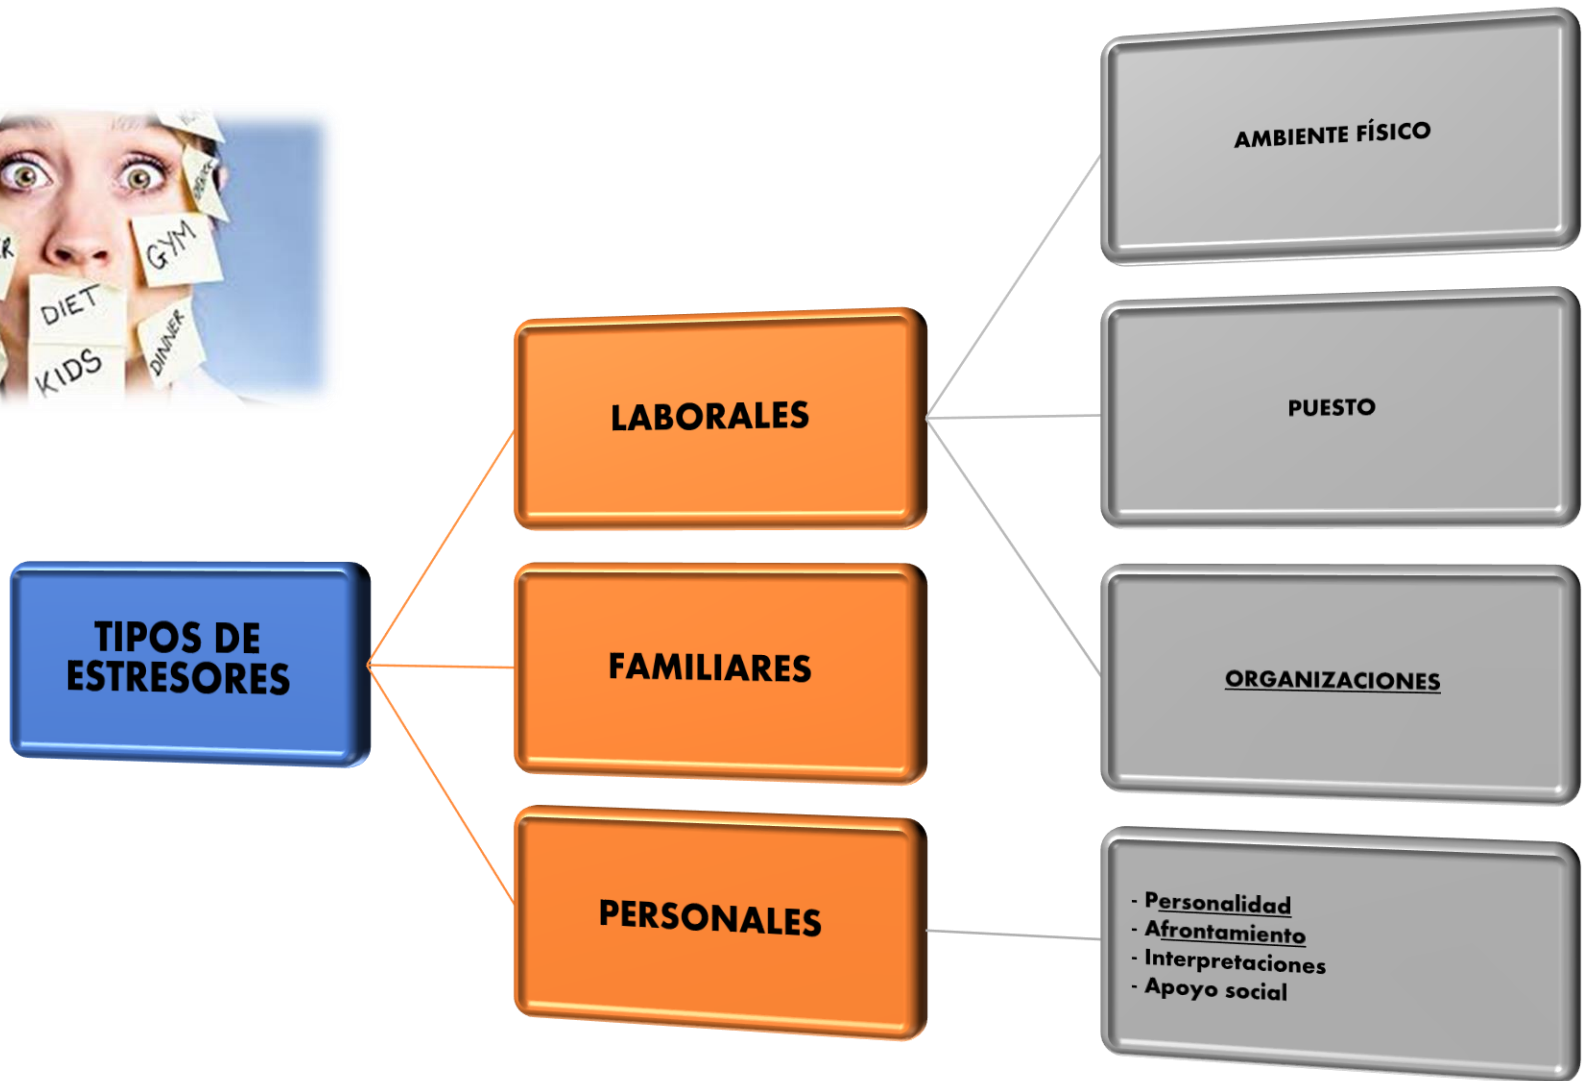 GYM
DIET
KIDS
DINNER
TIPOS DE
ESTRESORES
LABORALES
FAMILIARES
PERSONALES
AMBIENTE FÍSICO
PUESTO
ORGANIZACIONES
- Personalidad
- Afrontamiento
- Interpretaciones
- Apoyo social